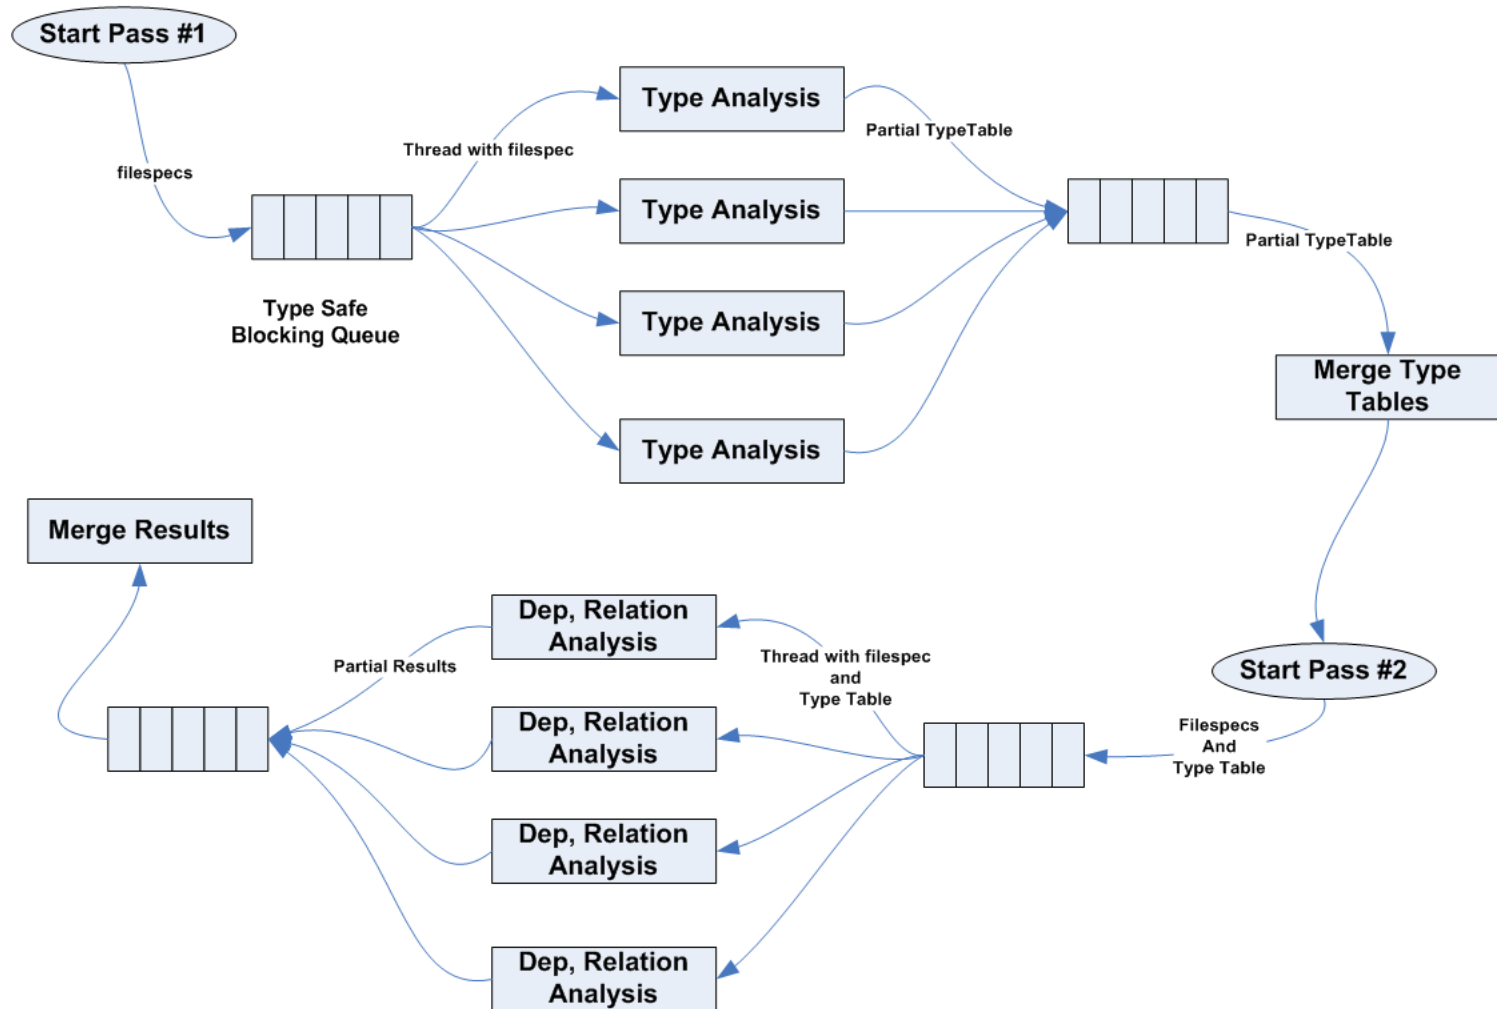 Start Pass #1
filespecs
Type Safe
Blocking Queue
Thread with filespec
Type Analysis
Type Analysis
Type Analysis
Type Analysis
Partial TypeTable
Partial TypeTable
Merge Type
Tables
Start Pass #2
Filespecs
And
Type Table
Thread with filespec
and
Type Table
Dep, Relation
Analysis
Dep, Relation
Analysis
Dep, Relation
Analysis
Dep, Relation
Analysis
Partial Results
Merge Results